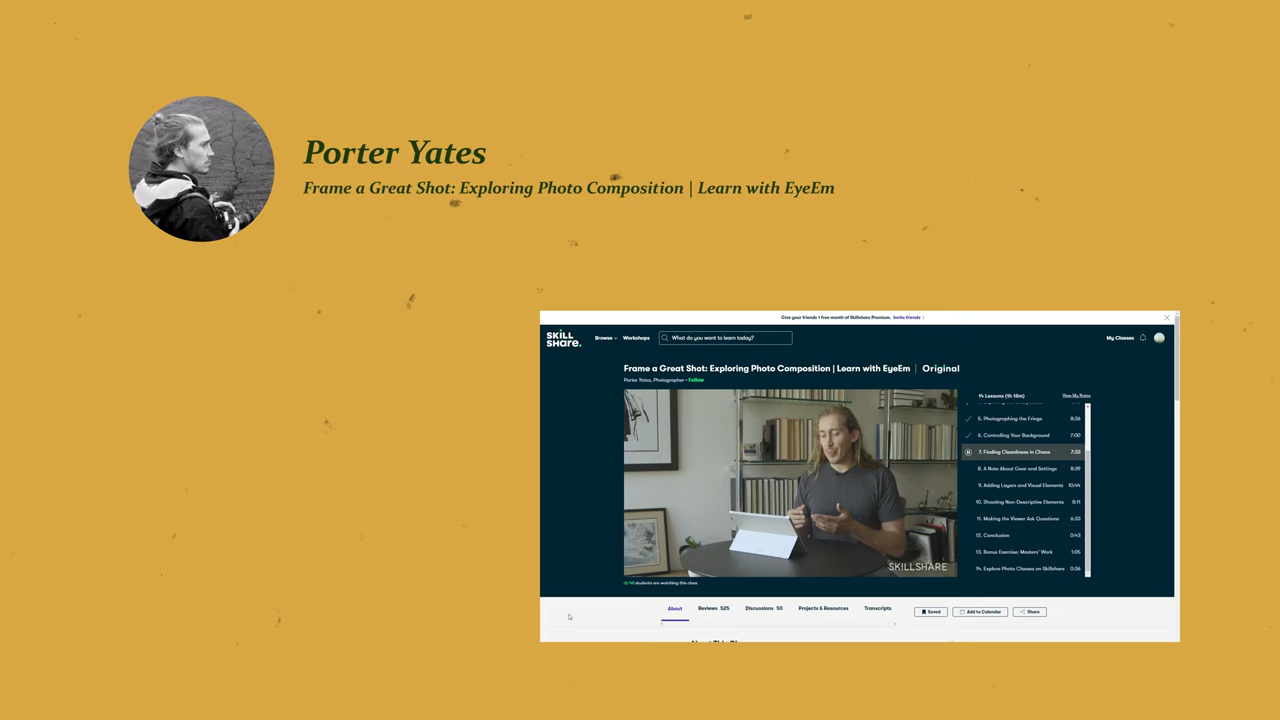 Porter Yates
Frame a Great Shot: Exploring Photo Composition | Learn with EyeEm
Give your friends 1 free month of Skillshare Premium. Invite friends
SKILL
SHARE.
Browse
Workshops
What do you want to learn today?
My Classes
Frame a Great Shot: Exploring Photo Composition | Learn with EyeEm | Original
Porter Yates, Photographer • Follow
14 Lessons (1h 18m)
View My Notes
5. Photographing the Fringe 8:36
6. Controlling Your Background 7:00
7. Finding Cleanliness in Chaos 7:33
8. A Note About Gear and Settings 8:39
9. Adding Layers and Visual Elements 10:44
10. Shooting Non-Descriptive Elements 8:11
11. Making the Viewer Ask Questions 6:33
12. Conclusion 0:43
13. Bonus Exercise: Masters' Work 1:05
14. Explore Photo Classes on Skillshare 0:36
SKILLSHARE
students are watching this class
About
Reviews 525
Discussions 50
Projects & Resources
Transcripts
Saved
Add to Calendar
Share